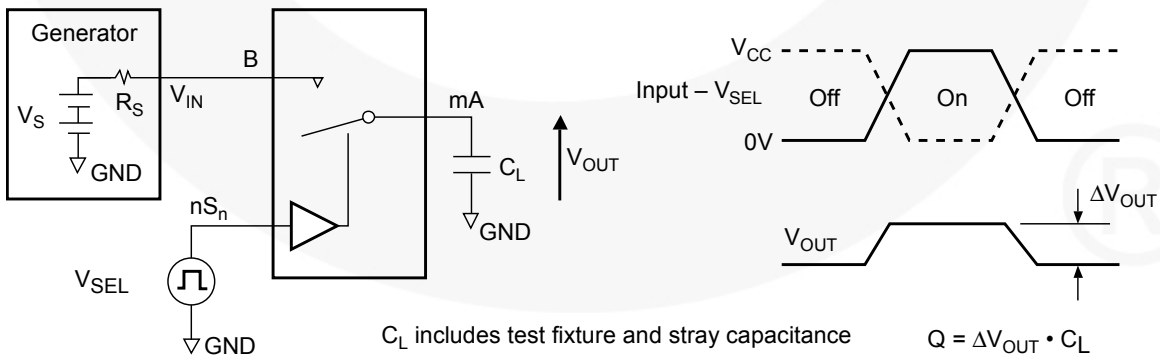 Generator
V_S
R_S
GND
V_IN
B
mA
C_L
GND
V_OUT
nS_n
V_SEL
GND
C_L includes test fixture and stray capacitance
V_CC
Input – V_SEL
0V
Off
On
Off
V_OUT
ΔV_OUT
Q = ΔV_OUT • C_L
®